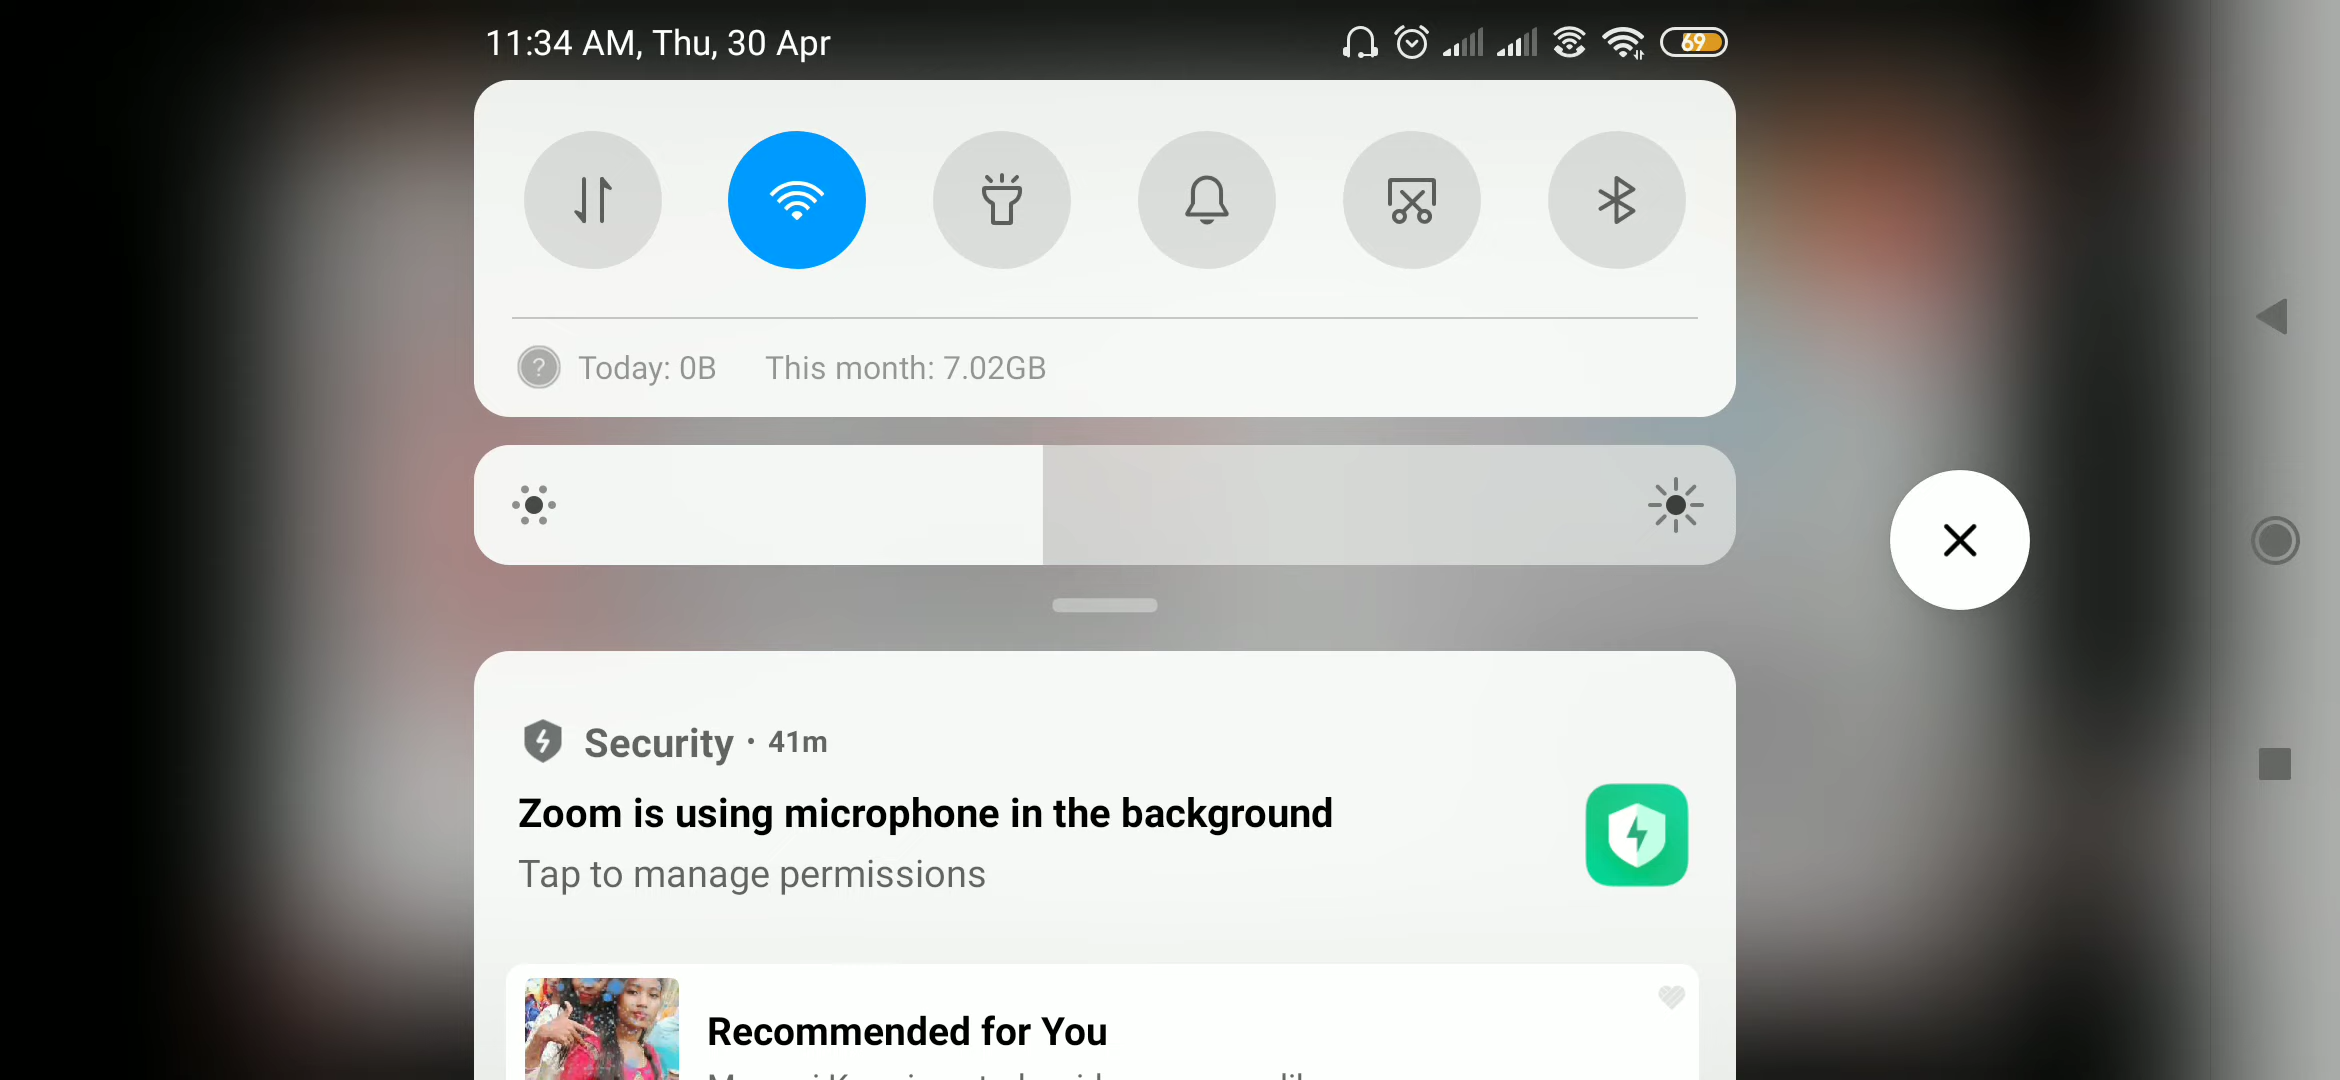 11:34 AM, Thu, 30 Apr
69
Today: 0B This month: 7.02GB
Security · 41m
Zoom is using microphone in the background
Tap to manage permissions
Recommended for You